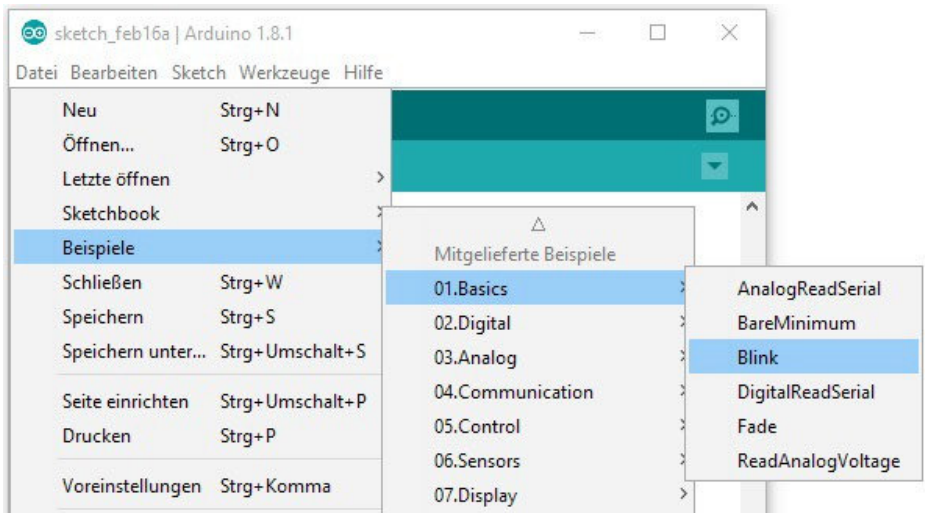 sketch_feb16a | Arduino 1.8.1
Datei Bearbeiten Sketch Werkzeuge Hilfe
Neu Strg+N
Öffnen... Strg+O
Letzte öffnen
Sketchbook
Beispiele
Schließen Strg+W
Speichern Strg+S
Speichern unter... Strg+Umschalt+S
Seite einrichten Strg+Umschalt+P
Drucken Strg+P
Voreinstellungen Strg+Komma
Mitgelieferte Beispiele
01.Basics
02.Digital
03.Analog
04.Communication
05.Control
06.Sensors
07.Display
AnalogReadSerial
BareMinimum
Blink
DigitalReadSerial
Fade
ReadAnalogVoltage